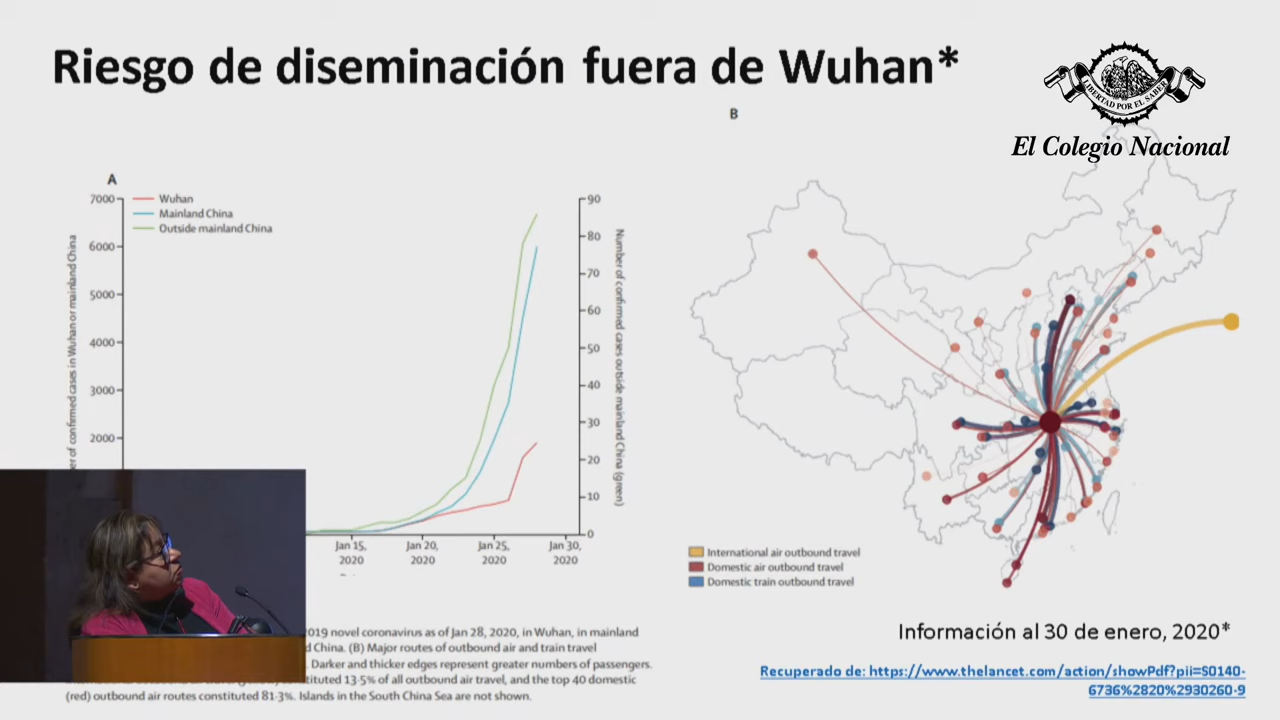 Riesgo de diseminación fuera de Wuhan*
LIBERTAD POR EL SABER
El Colegio Nacional
B
A
Wuhan
Mainland China
Outside mainland China
7000
6000
5000
4000
3000
2000
of confirmed cases in Wuhan or mainland China
90
80
70
60
50
40
30
20
10
0
Number of confirmed cases outside mainland China (green)
Jan 15,
2020
Jan 20,
2020
Jan 25,
2020
Jan 30,
2020
International air outbound travel
Domestic air outbound travel
Domestic train outbound travel
2019 novel coronavirus as of Jan 28, 2020, in Wuhan, in mainland
China. (B) Major routes of outbound air and train travel
Darker and thicker edges represent greater numbers of passengers.
13·5% of all outbound air travel, and the top 40 domestic
(red) outbound air routes constituted 81·3%. Islands in the South China Sea are not shown.
Información al 30 de enero, 2020*
Recuperado de: https://www.thelancet.com/action/showPdf?pii=S0140-
6736%2820%2930260-9